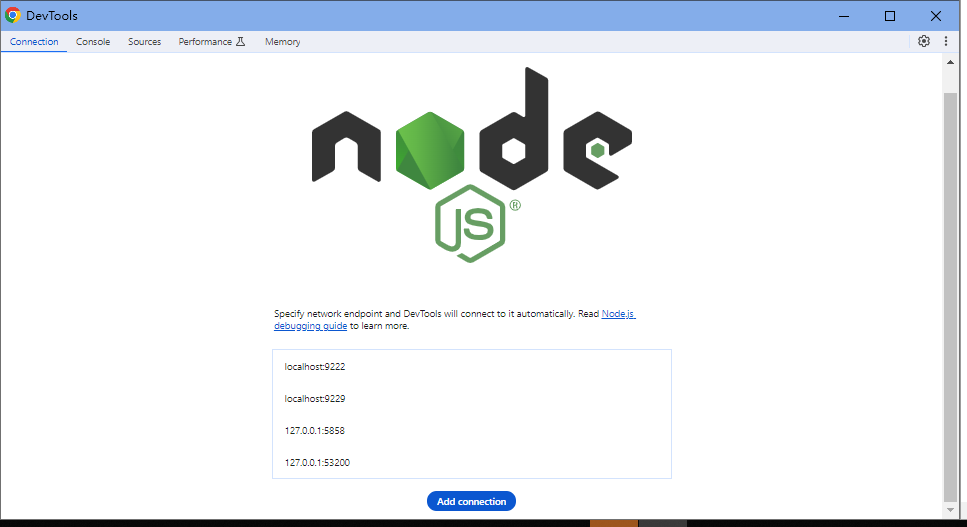 DevTools
Connection Console Sources Performance Memory
node
JS®
Specify network endpoint and DevTools will connect to it automatically. Read Node.js
debugging guide to learn more.
localhost:9222
localhost:9229
127.0.0.1:5858
127.0.0.1:53200
Add connection